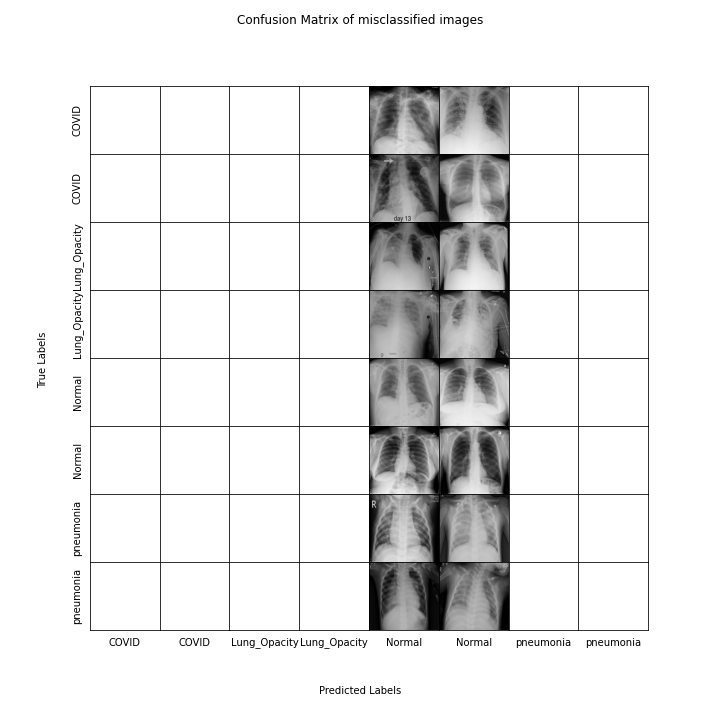 Confusion Matrix of misclassified images
True Labels
COVID
COVID
Lung_Opacity
Lung_Opacity
Normal
Normal
pneumonia
pneumonia
day 13
R
COVID COVID Lung_Opacity Lung_Opacity Normal Normal pneumonia pneumonia
Predicted Labels